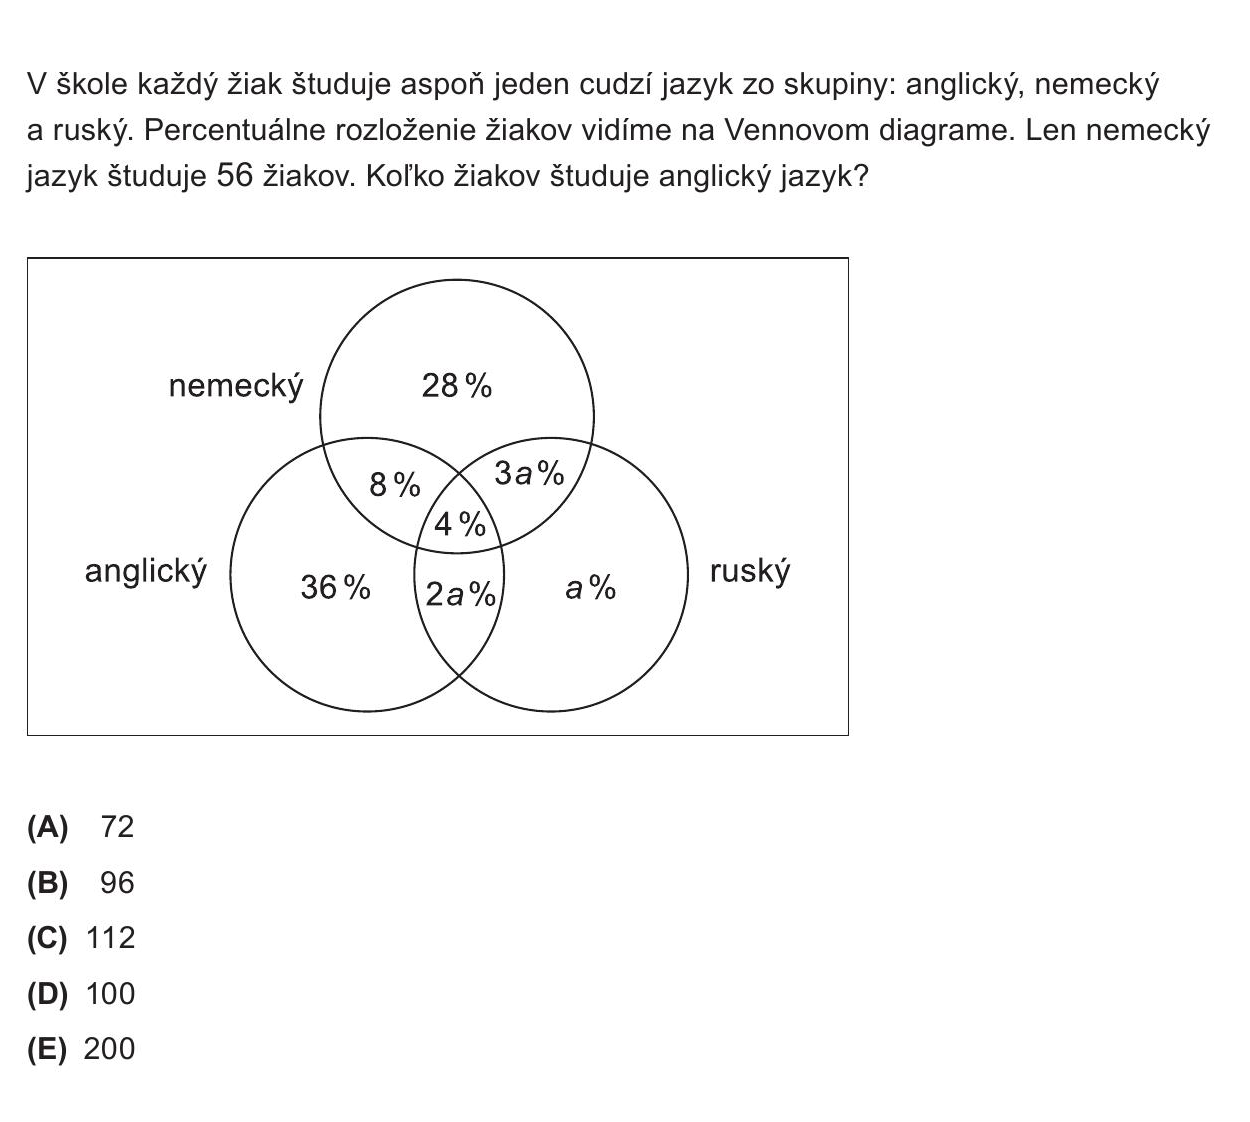 V škole každý žiak študuje aspoň jeden cudzí jazyk zo skupiny: anglický, nemecký
a ruský. Percentuálne rozloženie žiakov vidíme na Vennovom diagrame. Len nemecký
jazyk študuje 56 žiakov. Koľko žiakov študuje anglický jazyk?
nemecký
28 %
8 %
3a %
4 %
anglický
36 %
2a %
a %
ruský
(A) 72
(B) 96
(C) 112
(D) 100
(E) 200